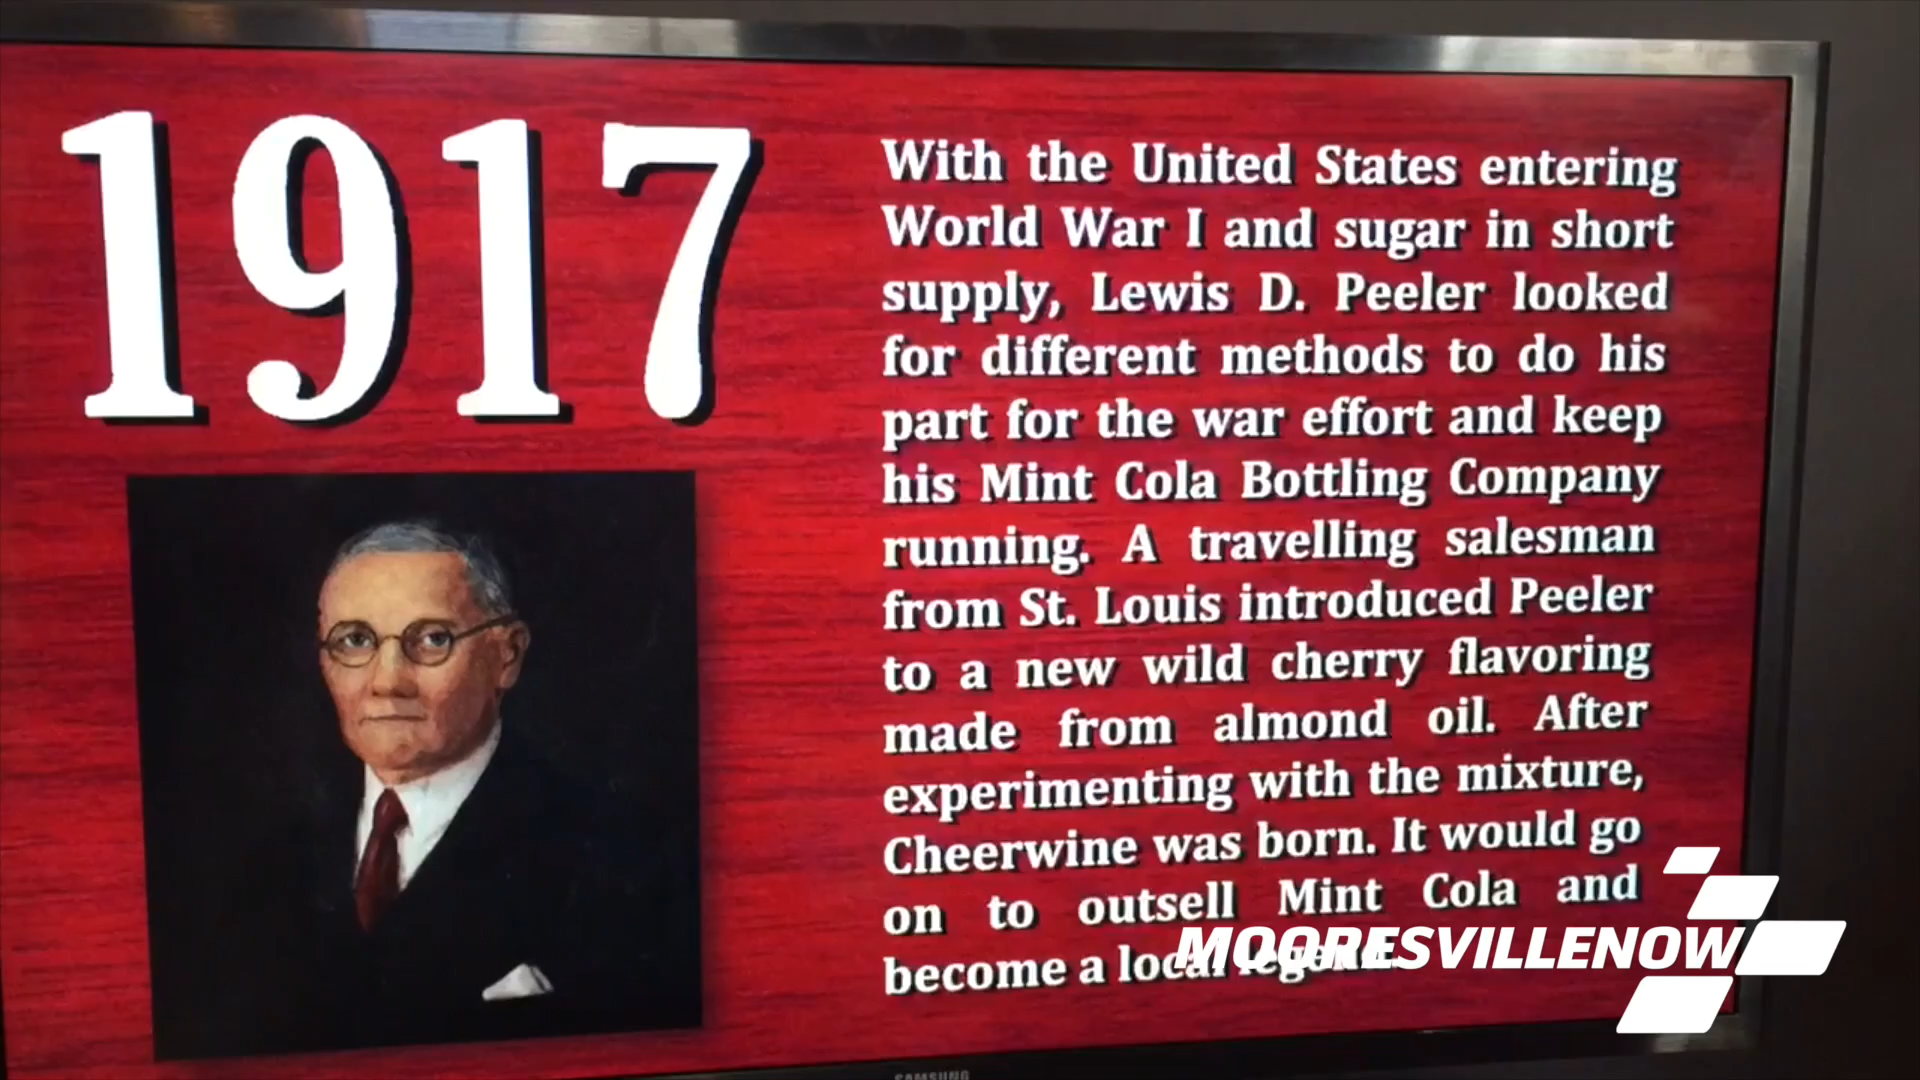 1917
With the United States entering
World War I and sugar in short
supply, Lewis D. Peeler looked
for different methods to do his
part for the war effort and keep
his Mint Cola Bottling Company
running. A travelling salesman
from St. Louis introduced Peeler
to a new wild cherry flavoring
made from almond oil. After
experimenting with the mixture,
Cheerwine was born. It would go
on to outsell Mint Cola and
become a local legend.
MOORESVILLENOW
SAMSUNG